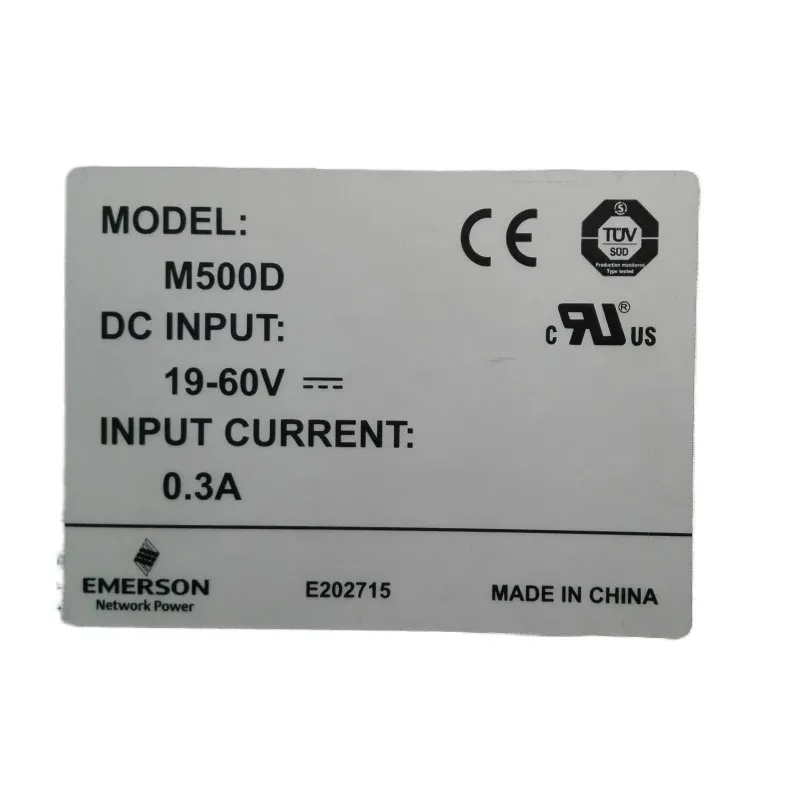 MODEL:
M500D
DC INPUT:
19-60V
INPUT CURRENT:
0.3A
CE
S
TÜV
SÜD
Production monitored
Type tested
c RU® US
EMERSON
Network Power
E202715
MADE IN CHINA